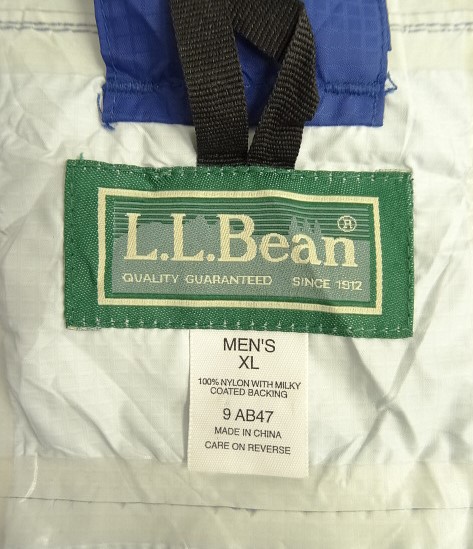 L.L.Bean ®
QUALITY GUARANTEED SINCE 1912
MEN'S
XL
100% NYLON WITH MILKY
COATED BACKING
9 AB47
MADE IN CHINA
CARE ON REVERSE